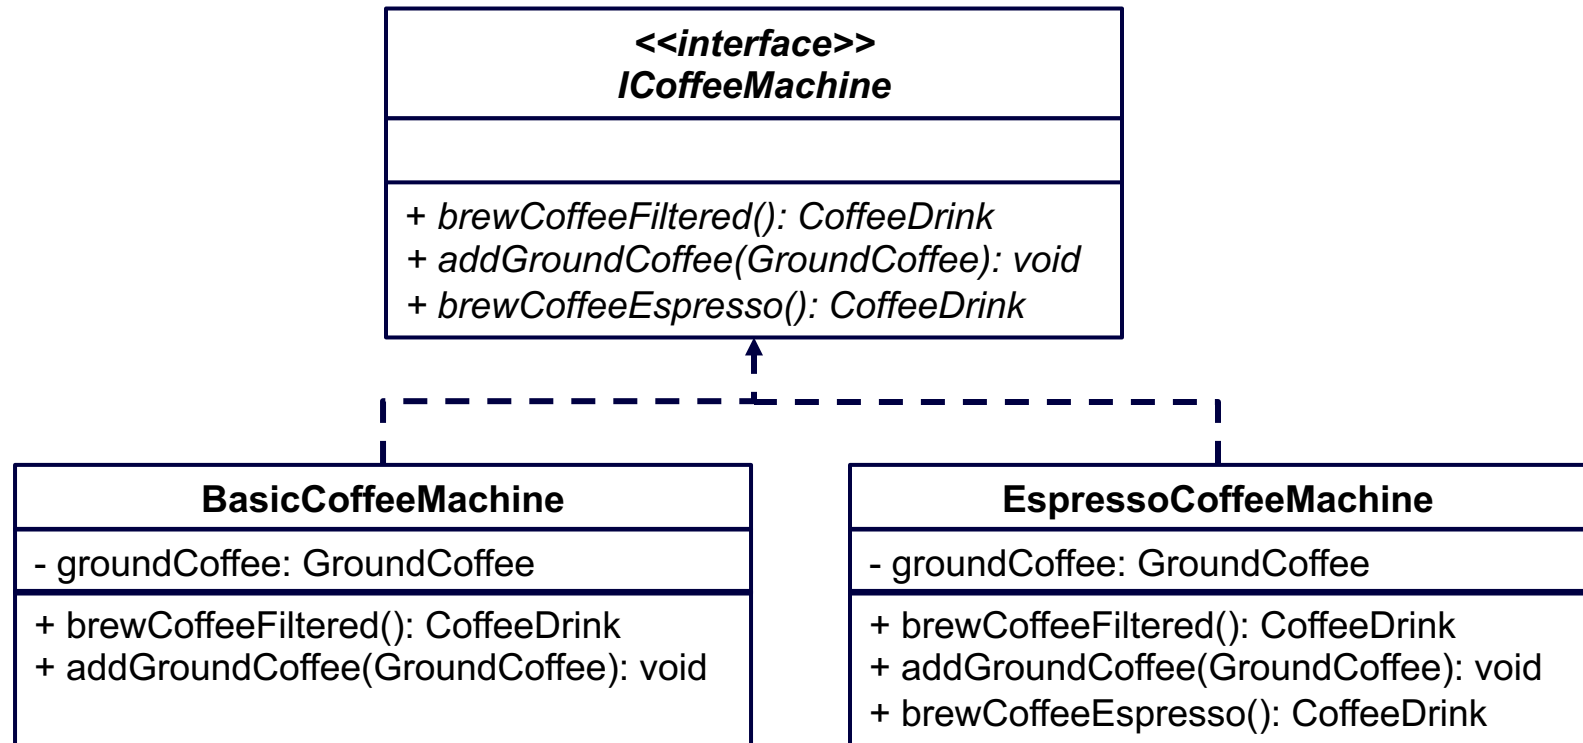 <<interface>>
ICoffeeMachine
+ brewCoffeeFiltered(): CoffeeDrink
+ addGroundCoffee(GroundCoffee): void
+ brewCoffeeEspresso(): CoffeeDrink
BasicCoffeeMachine
- groundCoffee: GroundCoffee
+ brewCoffeeFiltered(): CoffeeDrink
+ addGroundCoffee(GroundCoffee): void
EspressoCoffeeMachine
- groundCoffee: GroundCoffee
+ brewCoffeeFiltered(): CoffeeDrink
+ addGroundCoffee(GroundCoffee): void
+ brewCoffeeEspresso(): CoffeeDrink